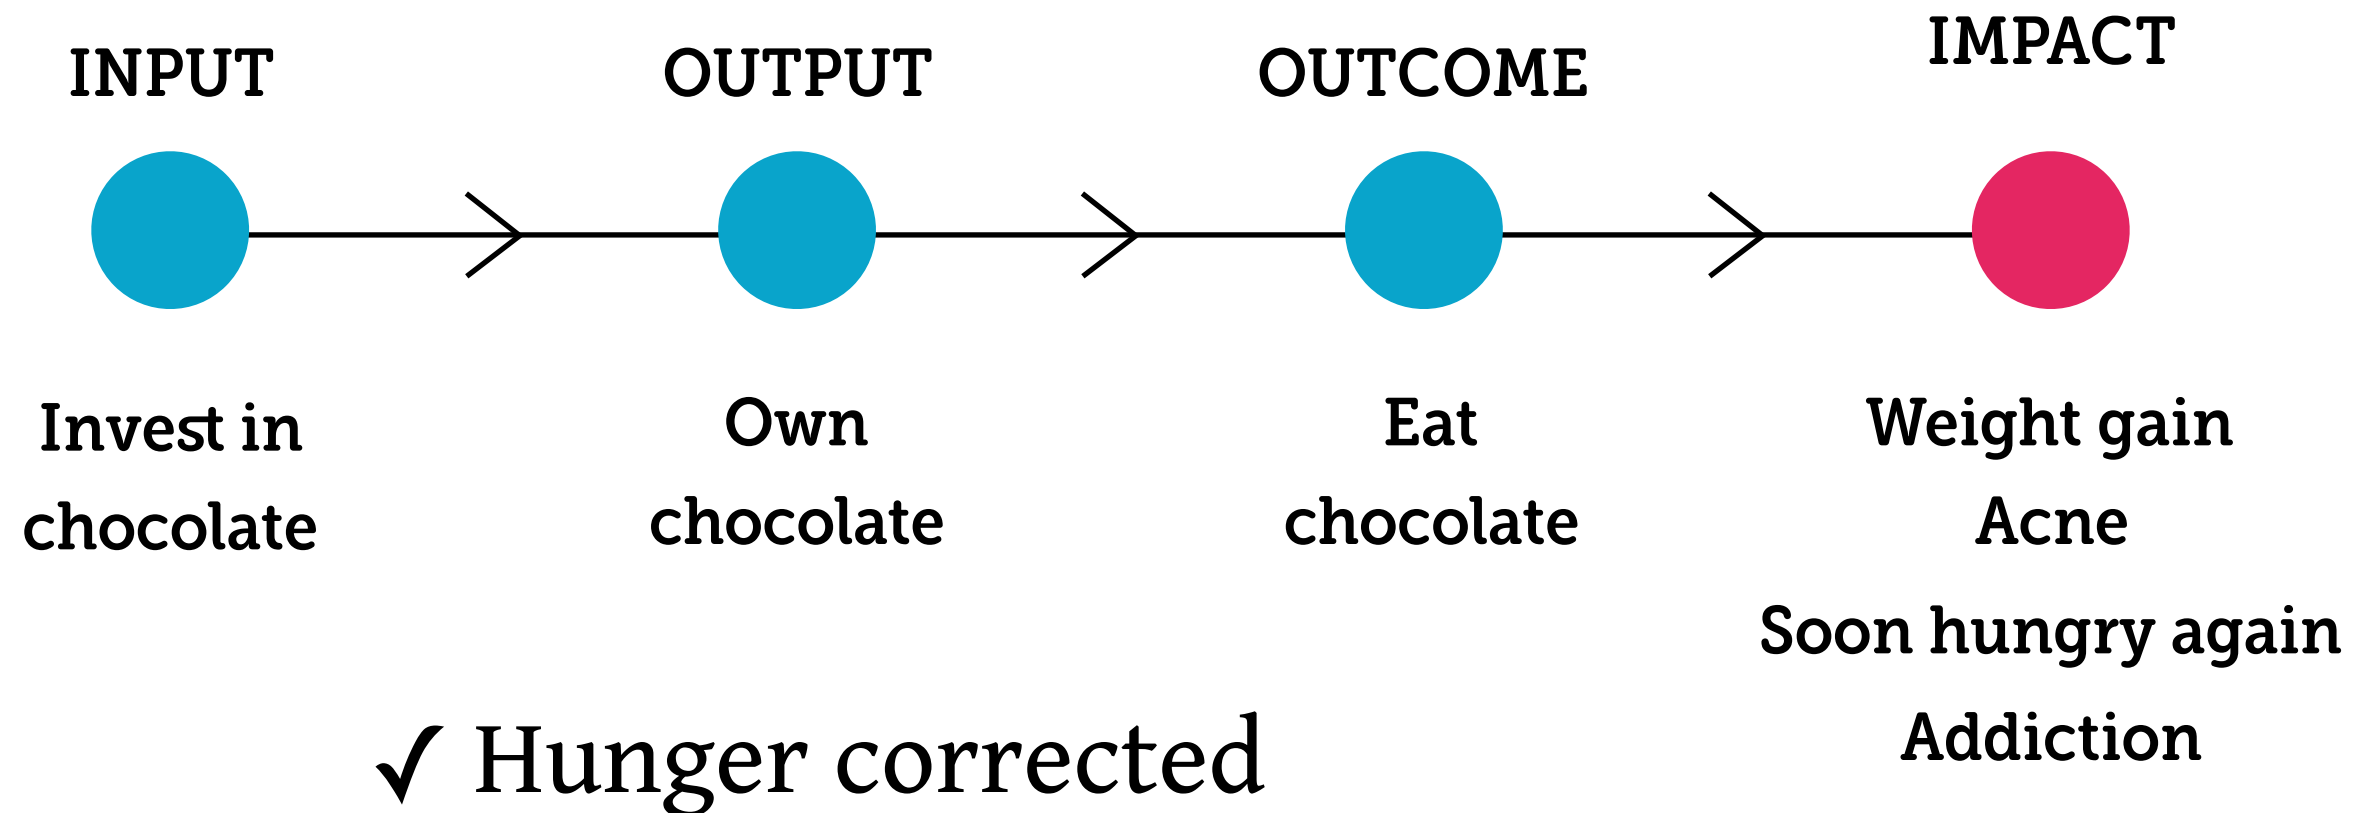 INPUT
OUTPUT
OUTCOME
IMPACT
Invest in
chocolate
Own
chocolate
Eat
chocolate
Weight gain
Acne
Soon hungry again
Addiction
✓ Hunger corrected